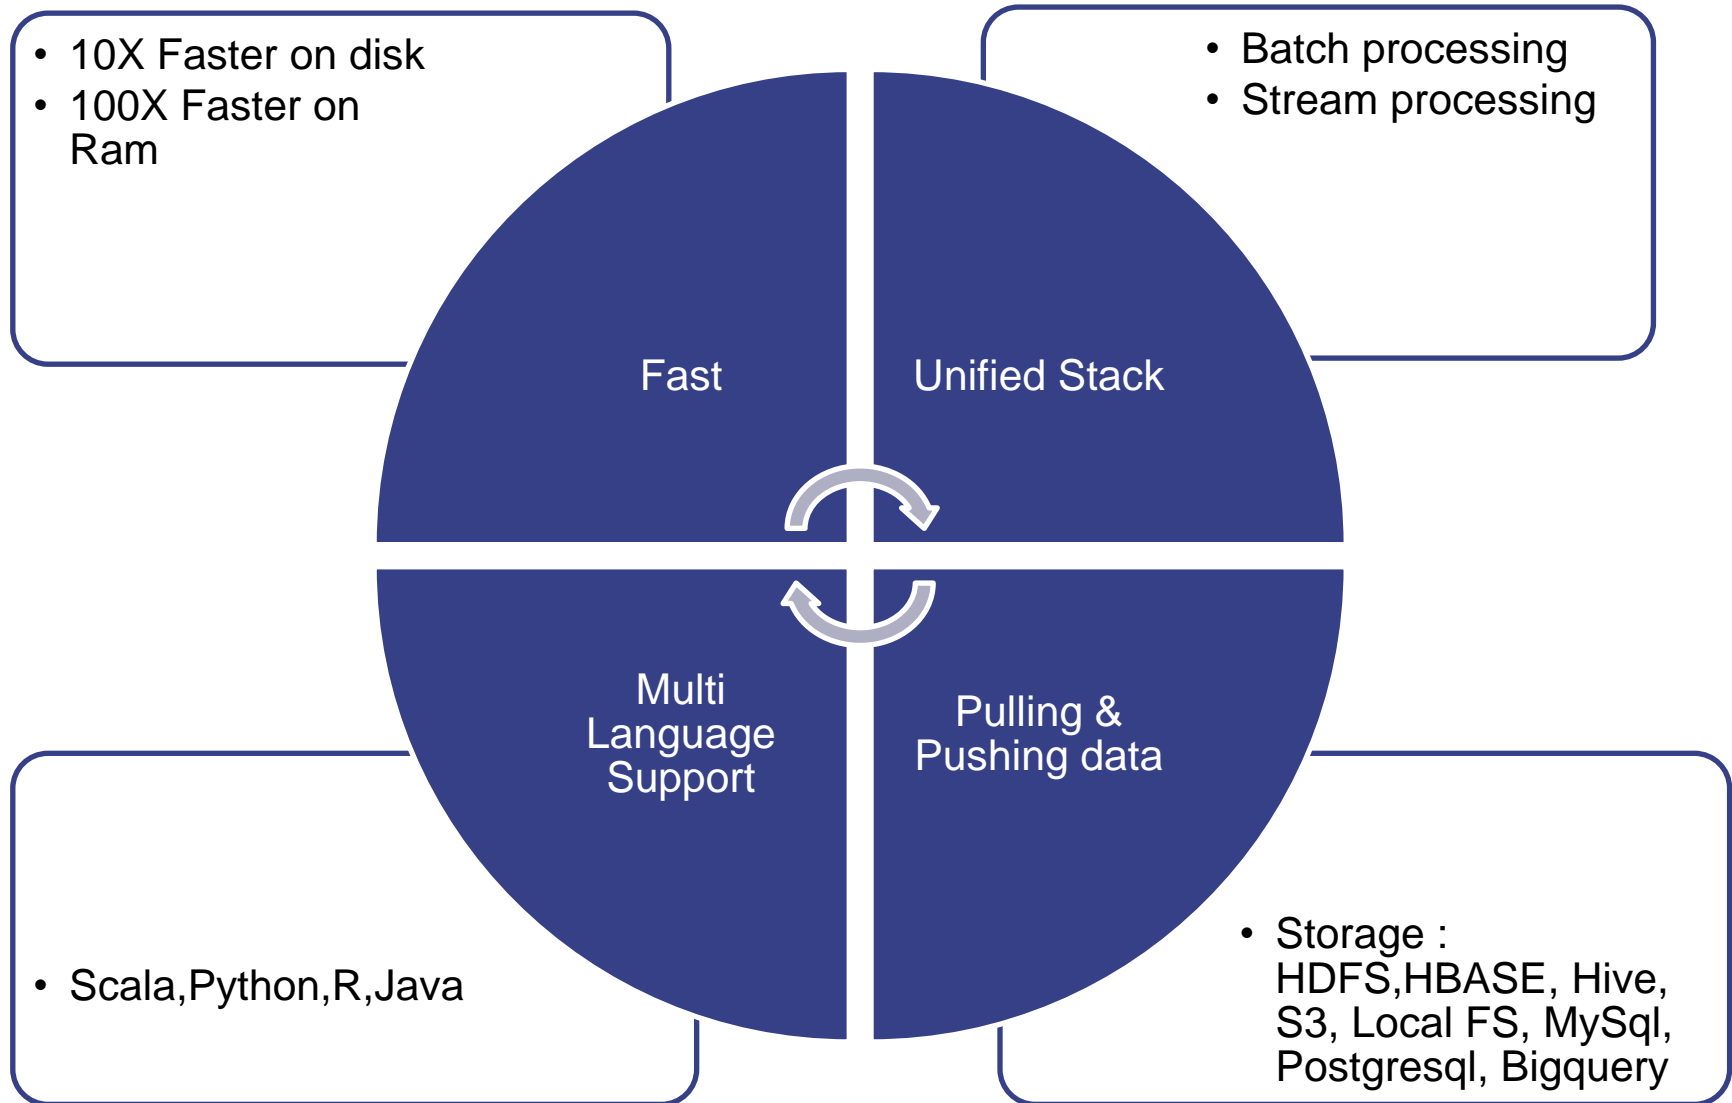 • 10X Faster on disk
• 100X Faster on
Ram
• Batch processing
• Stream processing
Fast
Unified Stack
Multi
Language
Support
Pulling &
Pushing data
• Scala,Python,R,Java
• Storage :
HDFS,HBASE, Hive,
S3, Local FS, MySql,
Postgresql, Bigquery